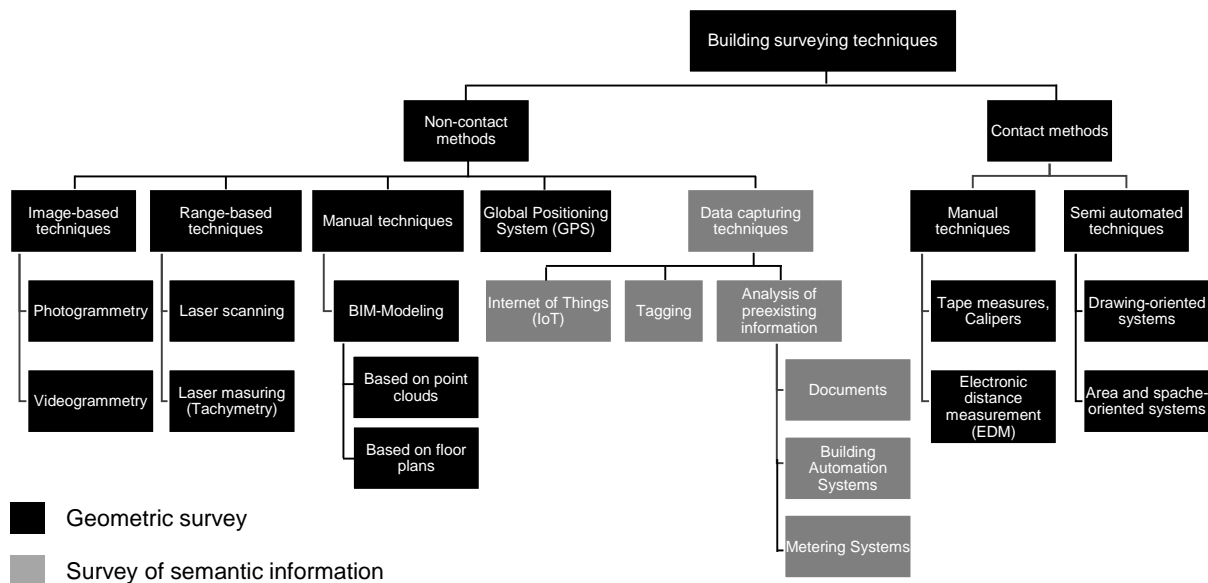 Building surveying techniques
Non-contact
methods
Contact methods
Image-based
techniques
Range-based
techniques
Manual techniques
Global Positioning
System (GPS)
Data capturing
techniques
Manual
techniques
Semi automated
techniques
Photogrammetry
Laser scanning
BIM-Modeling
Internet of Things
(IoT)
Tagging
Analysis of
preexisting
information
Tape measures,
Calipers
Drawing-oriented
systems
Videogrammetry
Laser masuring
(Tachymetry)
Based on point
clouds
Documents
Electronic
distance
measurement
(EDM)
Area and spache-
oriented systems
Based on floor
plans
Building
Automation
Systems
Metering Systems
Geometric survey
Survey of semantic information